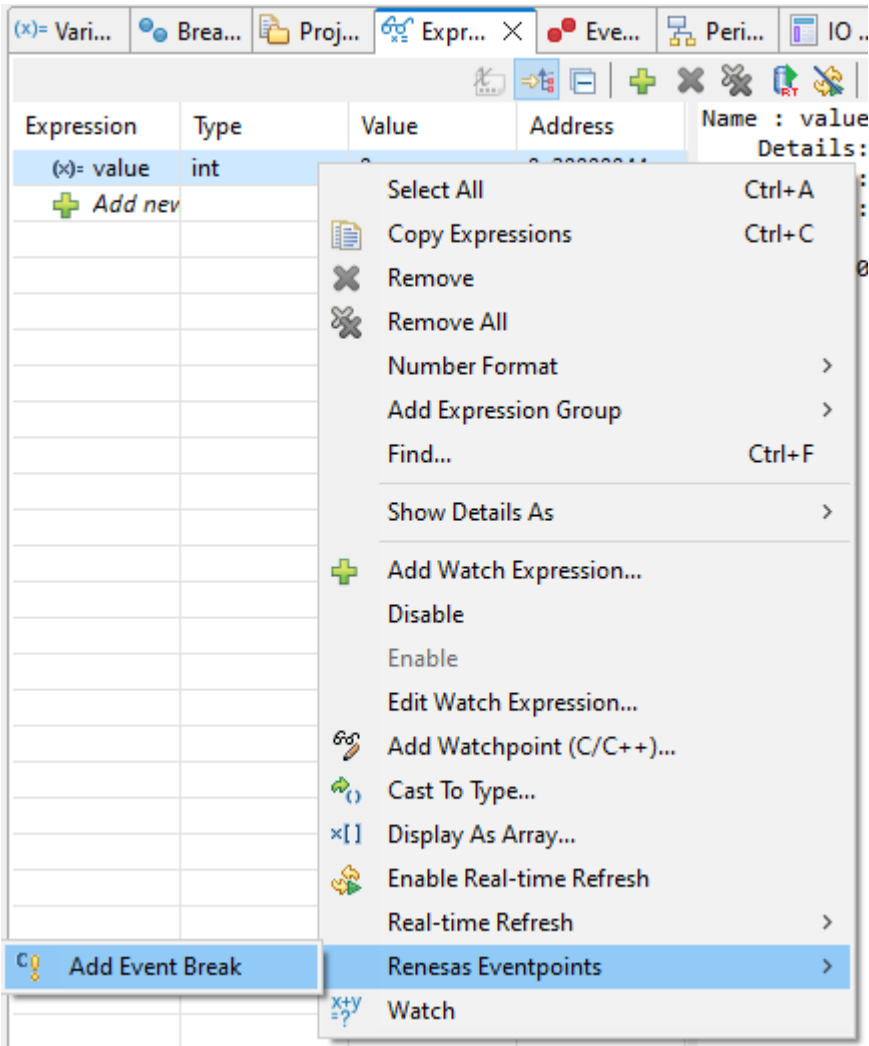 (x)= Vari... Brea... Proj... Expr... Eve... Peri... IO ..
Expression Type Value Address Name : value
Details:
(x)= value int
Add new
Select All Ctrl+A
Copy Expressions Ctrl+C
Remove
Remove All
Number Format >
Add Expression Group >
Find... Ctrl+F
Show Details As >
Add Watch Expression...
Disable
Enable
Edit Watch Expression...
Add Watchpoint (C/C++)...
Cast To Type...
×[] Display As Array...
Enable Real-time Refresh
Real-time Refresh >
Add Event Break Renesas Eventpoints >
x+y=? Watch